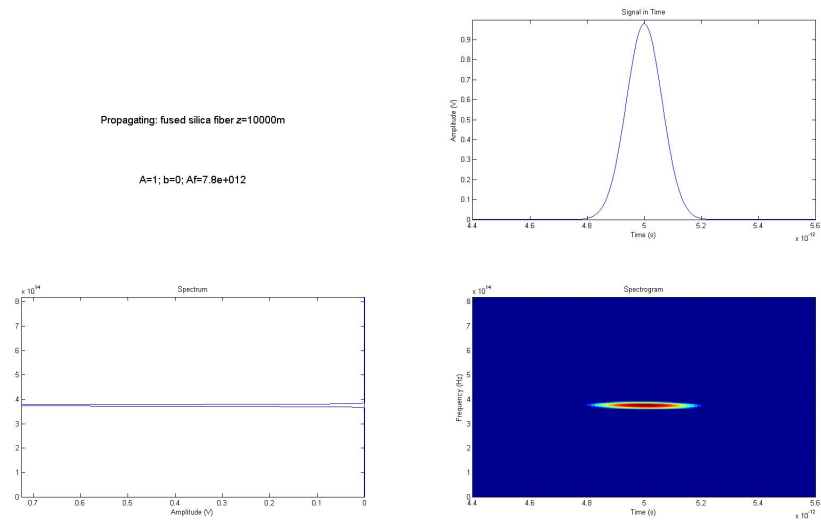 Propagating: fused silica fiber z=10000m
A=1; b=0; Af=7.8e+012
Signal in Time
Amplitude (V)
0.9
0.8
0.7
0.6
0.5
0.4
0.3
0.2
0.1
0
4.4 4.6 4.8 5 5.2 5.4 5.6
Time (s)
x 10^-12
Spectrum
x 10^14
8
7
6
5
4
3
2
1
0
0.7 0.6 0.5 0.4 0.3 0.2 0.1 0
Amplitude (V)
Spectrogram
x 10^14
Frequency (Hz)
8
7
6
5
4
3
2
1
0
4.4 4.6 4.8 5 5.2 5.4 5.6
Time (s)
x 10^-12